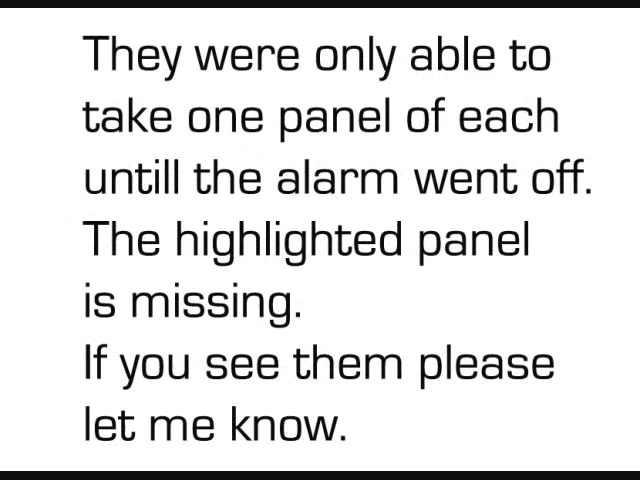 They were only able to
take one panel of each
untill the alarm went off.
The highlighted panel
is missing.
If you see them please
let me know.